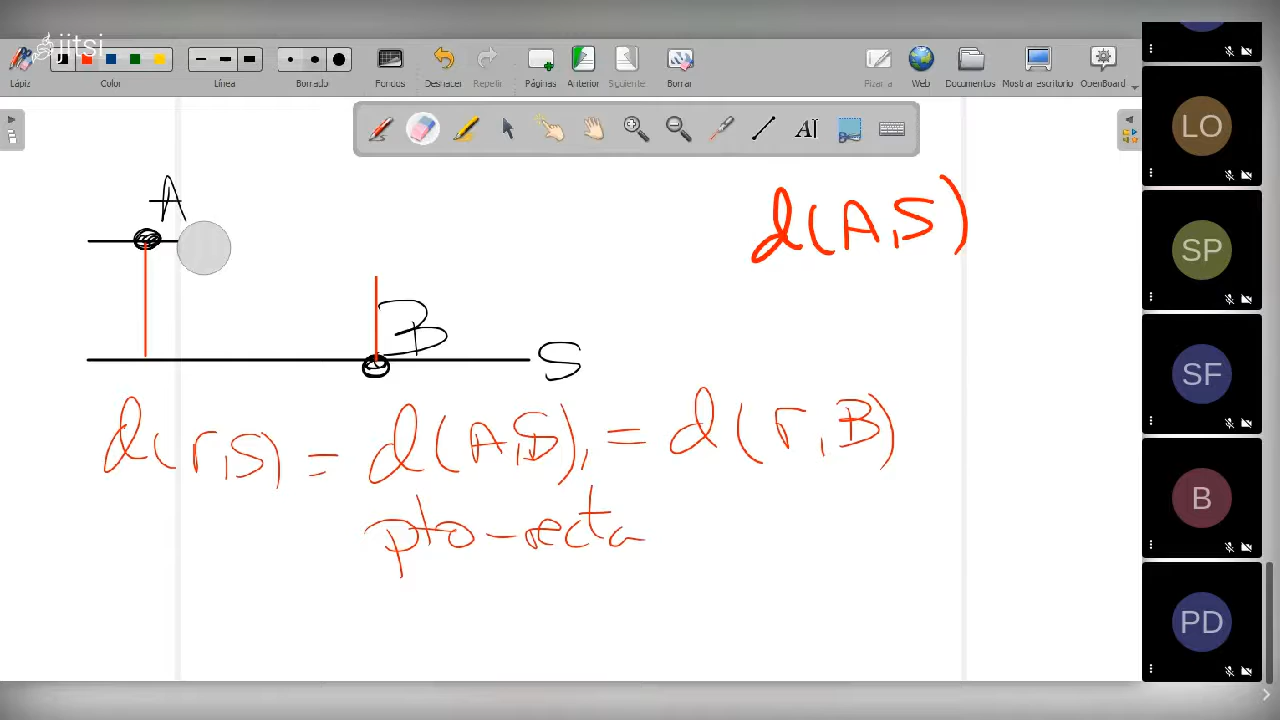 jitsi
Lápiz
Color
Línea
Borrado
Fondos
Deshacer
Repetir
Páginas
Anterior
Siguiente
Borrar
Pizarra
Web
Documentos
Mostrar escritorio
OpenBoard
LO
SP
SF
B
PD
A
d(A,S)
B
S
d(r,S) = d(A,S), = d(r,B)
pto-recta